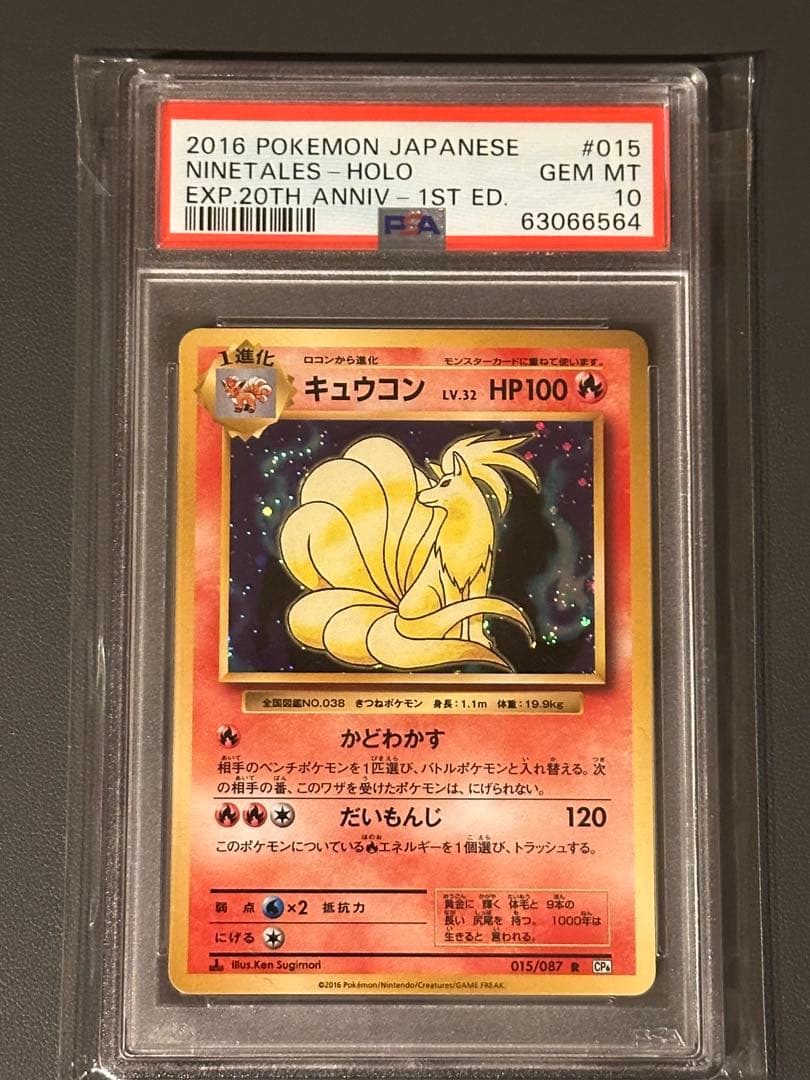 2016 POKEMON JAPANESE #015
NINETALES - HOLO GEM MT
EXP.20TH ANNIV - 1ST ED. 10
PSA 63066564
1進化
ロコンから進化 モンスターカードに重ねて使います。
キュウコン LV.32 HP100
全国図鑑NO.038 きつねポケモン 身長:1.1m 体重:19.9kg
かどわかす
相手のベンチポケモンを1匹選び、バトルポケモンと入れ替える。次
の相手の番、このワザを受けたポケモンは、にげられない。
だいもんじ 120
このポケモンについているエネルギーを1個選び、トラッシュする。
弱点 ×2 抵抗力
にげる
黄金に 輝く 体毛と 9本の
長い 尻尾を 持つ。 1000年は
生きると 言われる。
Illus.Ken Sugimori 015/087 R CP6
©2016 Pokémon/Nintendo/Creatures/GAME FREAK.
PSA